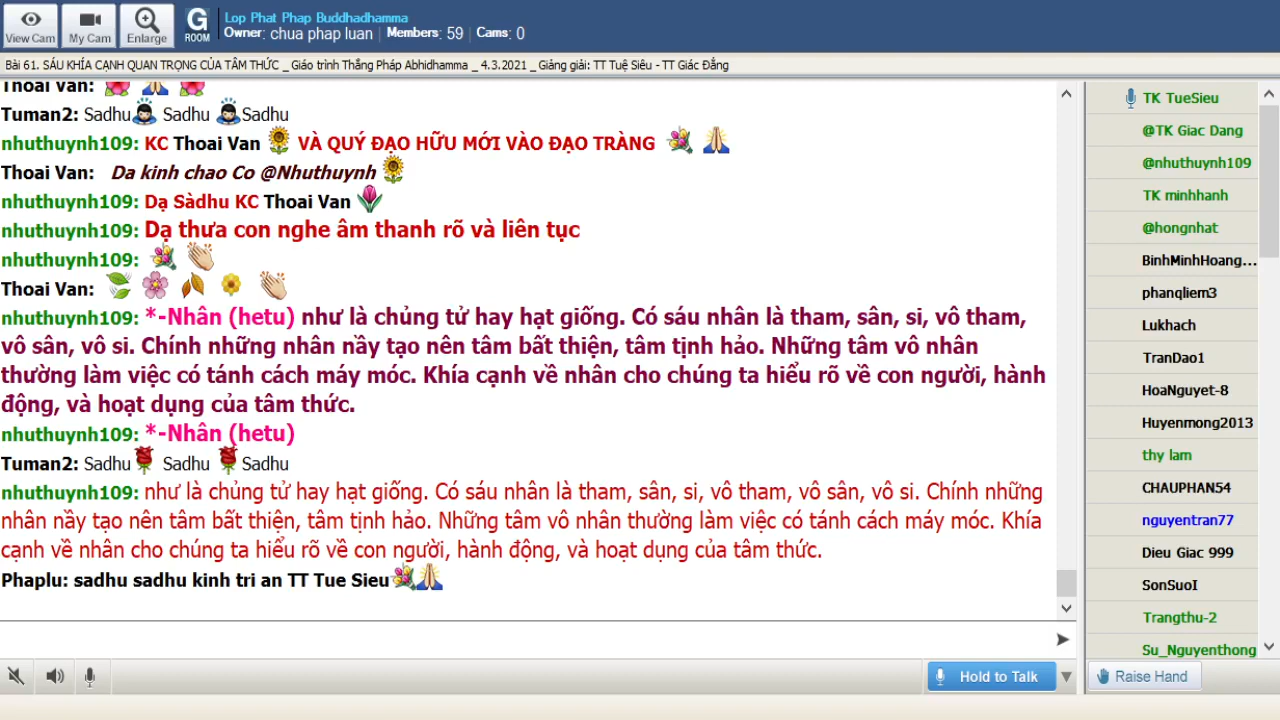 View Cam
My Cam
Enlarge
G
ROOM
Lop Phat Phap Buddhadhamma
Owner: chua phap luan | Members: 59 | Cams: 0
Bài 61. SÁU KHÍA CẠNH QUAN TRỌNG CỦA TÂM THỨC _ Giáo trình Thắng Pháp Abhidhamma _ 4.3.2021 _ Giảng giải: TT Tuệ Siêu - TT Giác Đẳng
Thoai Van:
Tuman2: Sadhu Sadhu Sadhu
nhuthuynh109: KC Thoai Van VÀ QUÝ ĐẠO HỮU MỚI VÀO ĐẠO TRÀNG
Thoai Van: Da kinh chao Co @Nhuthuynh
nhuthuynh109: Dạ Sàdhu KC Thoai Van
nhuthuynh109: Dạ thưa con nghe âm thanh rõ và liên tục
nhuthuynh109:
Thoai Van:
nhuthuynh109: *-Nhân (hetu) như là chủng tử hay hạt giống. Có sáu nhân là tham, sân, si, vô tham,
vô sân, vô si. Chính những nhân nầy tạo nên tâm bất thiện, tâm tịnh hảo. Những tâm vô nhân
thường làm việc có tánh cách máy móc. Khía cạnh về nhân cho chúng ta hiểu rõ về con người, hành
động, và hoạt dụng của tâm thức.
nhuthuynh109: *-Nhân (hetu)
Tuman2: Sadhu Sadhu Sadhu
nhuthuynh109: như là chủng tử hay hạt giống. Có sáu nhân là tham, sân, si, vô tham, vô sân, vô si. Chính những
nhân nầy tạo nên tâm bất thiện, tâm tịnh hảo. Những tâm vô nhân thường làm việc có tánh cách máy móc. Khía
cạnh về nhân cho chúng ta hiểu rõ về con người, hành động, và hoạt dụng của tâm thức.
Phaplu: sadhu sadhu kinh tri an TT Tue Sieu
Hold to Talk
TK TueSieu
@TK Giac Dang
@nhuthuynh109
TK minhhanh
@hongnhat
BinhMinhHoang...
phanqliem3
Lukhach
TranDao1
HoaNguyet-8
Huyenmong2013
thy lam
CHAUPHAN54
nguyentran77
Dieu Giac 999
SonSuoI
Trangthu-2
Su_Nguyenthong
Raise Hand